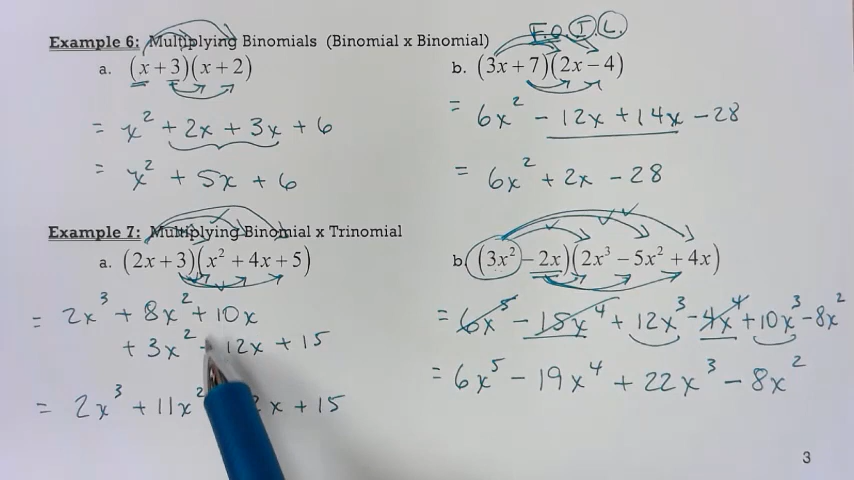 F.O.I.L.
Example 6: Multiplying Binomials (Binomial x Binomial)
a. (x + 3)(x + 2)
= x² + 2x + 3x + 6
= x² + 5x + 6
b. (3x + 7)(2x − 4)
= 6x² − 12x + 14x − 28
= 6x² + 2x − 28
Example 7: Multiplying Binomial x Trinomial
a. (2x + 3)(x² + 4x + 5)
= 2x³ + 8x² + 10x
+ 3x² 12x + 15
= 2x³ + 11x² 2x + 15
b. (3x² − 2x)(2x³ − 5x² + 4x)
= 6x⁵ − 15x⁴ + 12x³ − 4x⁴ + 10x³ − 8x²
= 6x⁵ − 19x⁴ + 22x³ − 8x²
3